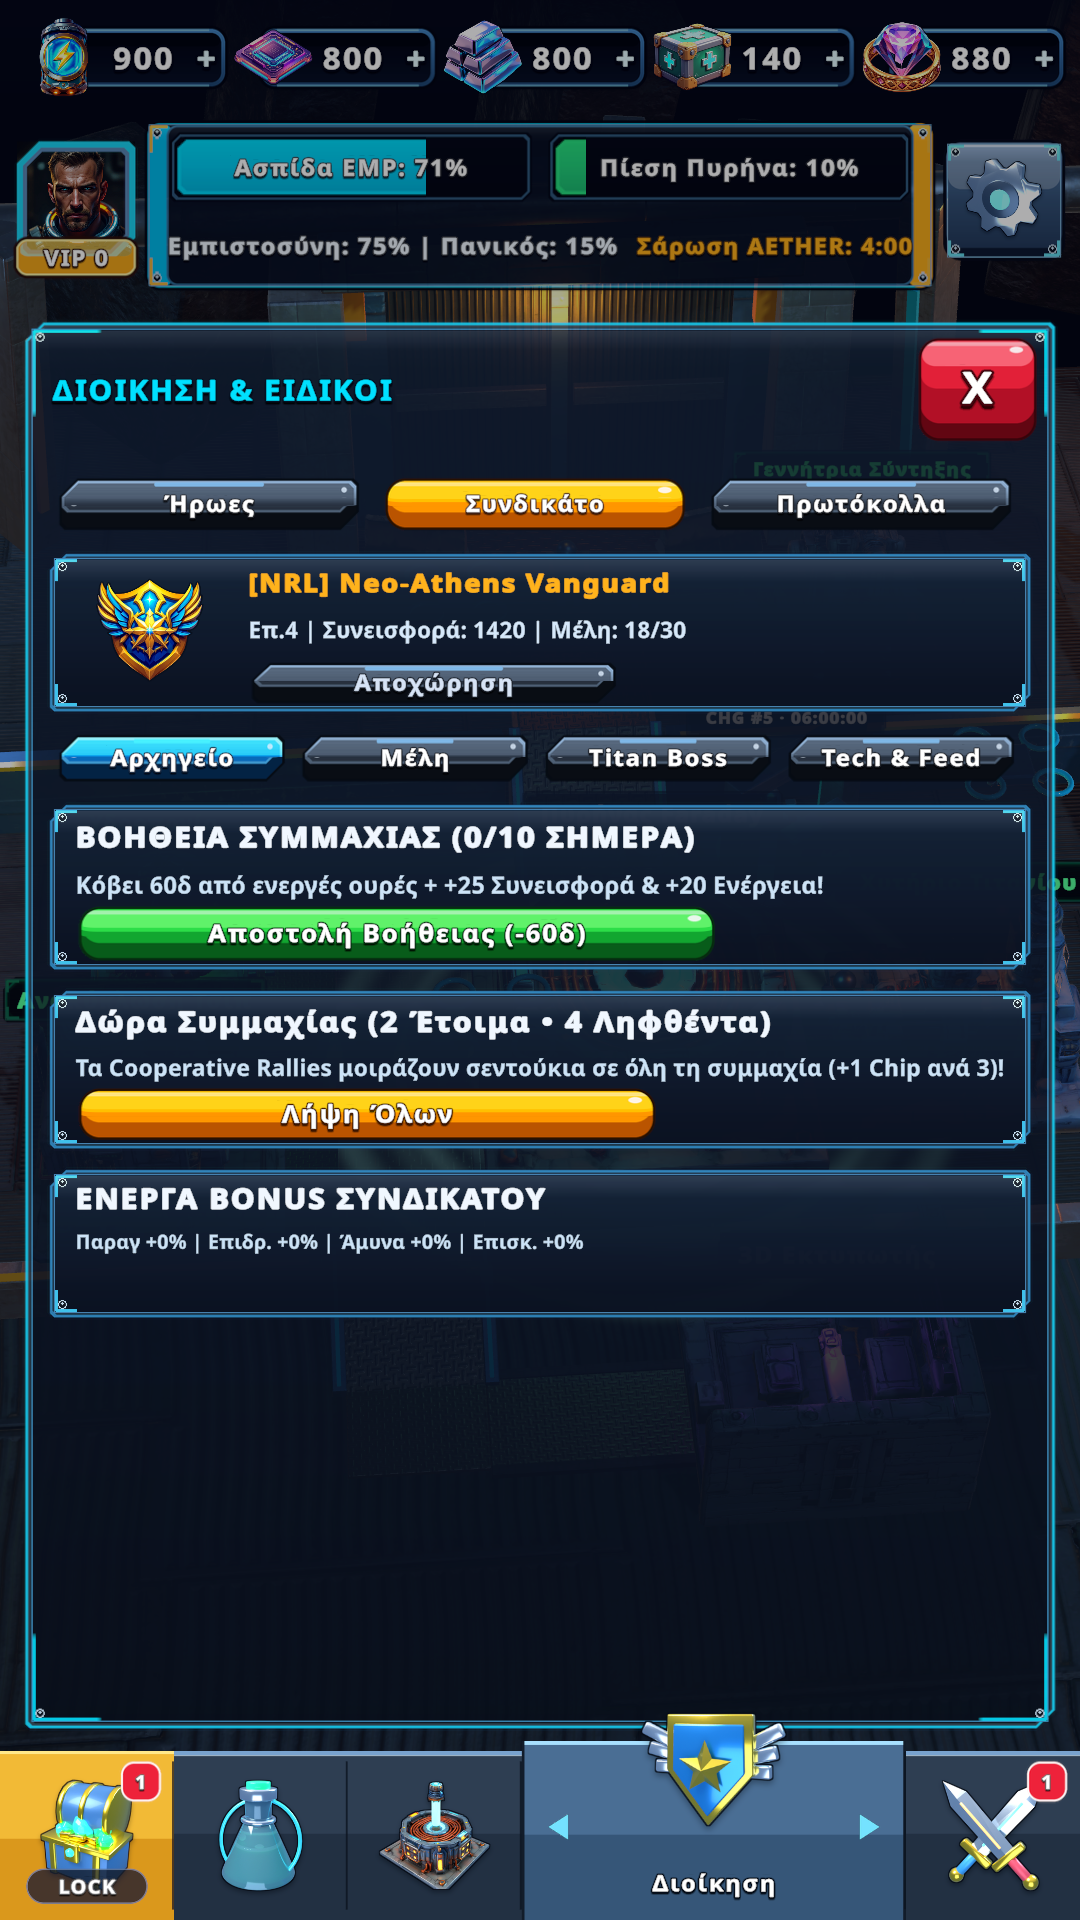 900 +
800 +
800 +
140 +
880 +
Ασπίδα EMP: 71%
Πίεση Πυρήνα: 10%
VIP 0
Εμπιστοσύνη: 75% | Πανικός: 15%
Σάρωση AETHER: 4:00
ΔΙΟΙΚΗΣΗ & ΕΙΔΙΚΟΙ
X
Γεννήτρια Σύντηξης
Ήρωες
Συνδικάτο
Πρωτόκολλα
[NRL] Neo-Athens Vanguard
Επ.4 | Συνεισφορά: 1420 | Μέλη: 18/30
Αποχώρηση
CHG #5 · 06:00:00
Αρχηγείο
Μέλη
Titan Boss
Tech & Feed
ΒΟΗΘΕΙΑ ΣΥΜΜΑΧΙΑΣ (0/10 ΣΗΜΕΡΑ)
Κόβει 60δ από ενεργές ουρές + +25 Συνεισφορά & +20 Ενέργεια!
Αποστολή Βοήθειας (-60δ)
Δώρα Συμμαχίας (2 Έτοιμα • 4 Ληφθέντα)
Τα Cooperative Rallies μοιράζουν σεντούκια σε όλη τη συμμαχία (+1 Chip ανά 3)!
Λήψη Όλων
ΕΝΕΡΓΑ BONUS ΣΥΝΔΙΚΑΤΟΥ
Παραγ +0% | Επιδρ. +0% | Άμυνα +0% | Επισκ. +0%
1
LOCK
Διοίκηση
1